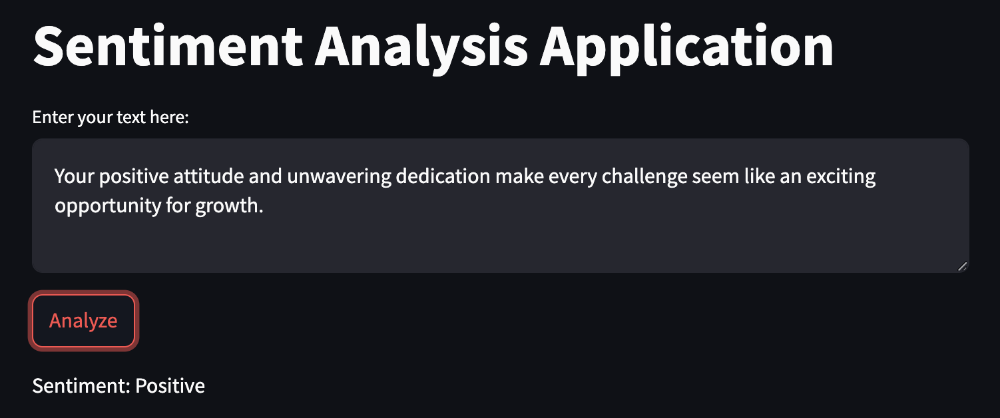 Sentiment Analysis Application
Enter your text here:
Your positive attitude and unwavering dedication make every challenge seem like an exciting
opportunity for growth.
Analyze
Sentiment: Positive